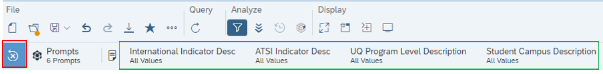 File Query Analyze Display
Prompts International Indicator Desc ATSI Indicator Desc UQ Program Level Description Student Campus Description
6 Prompts All Values All Values All Values All Values